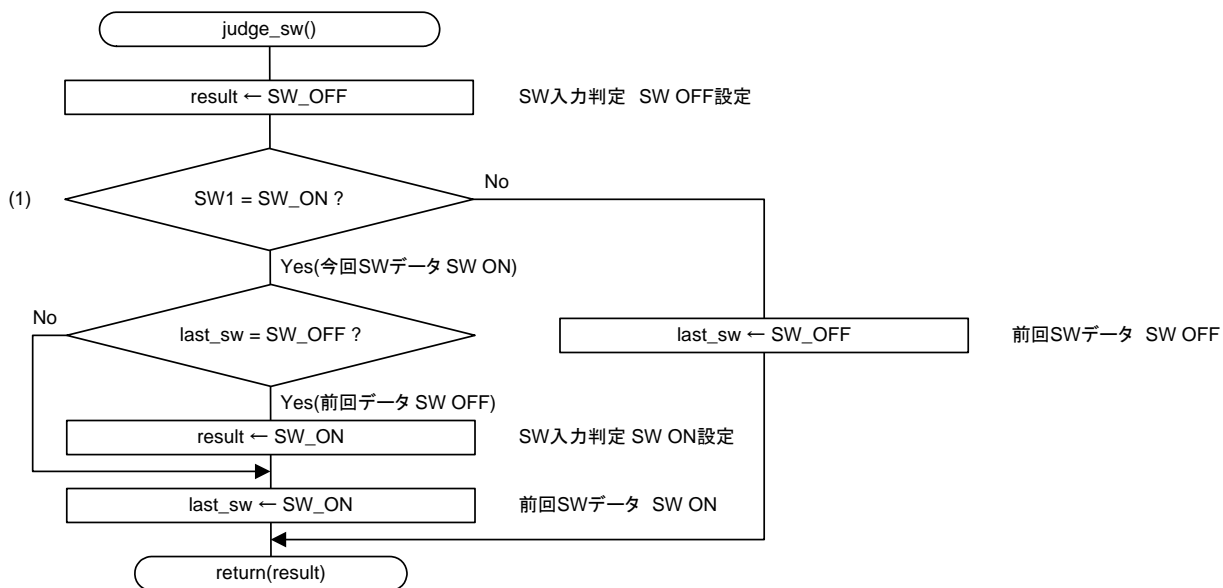 judge_sw()
result ← SW_OFF
SW入力判定 SW OFF設定
(1)
SW1 = SW_ON ?
No
Yes(今回SWデータ SW ON)
No
last_sw = SW_OFF ?
last_sw ← SW_OFF
前回SWデータ SW OFF
Yes(前回データ SW OFF)
result ← SW_ON
SW入力判定 SW ON設定
last_sw ← SW_ON
前回SWデータ SW ON
return(result)